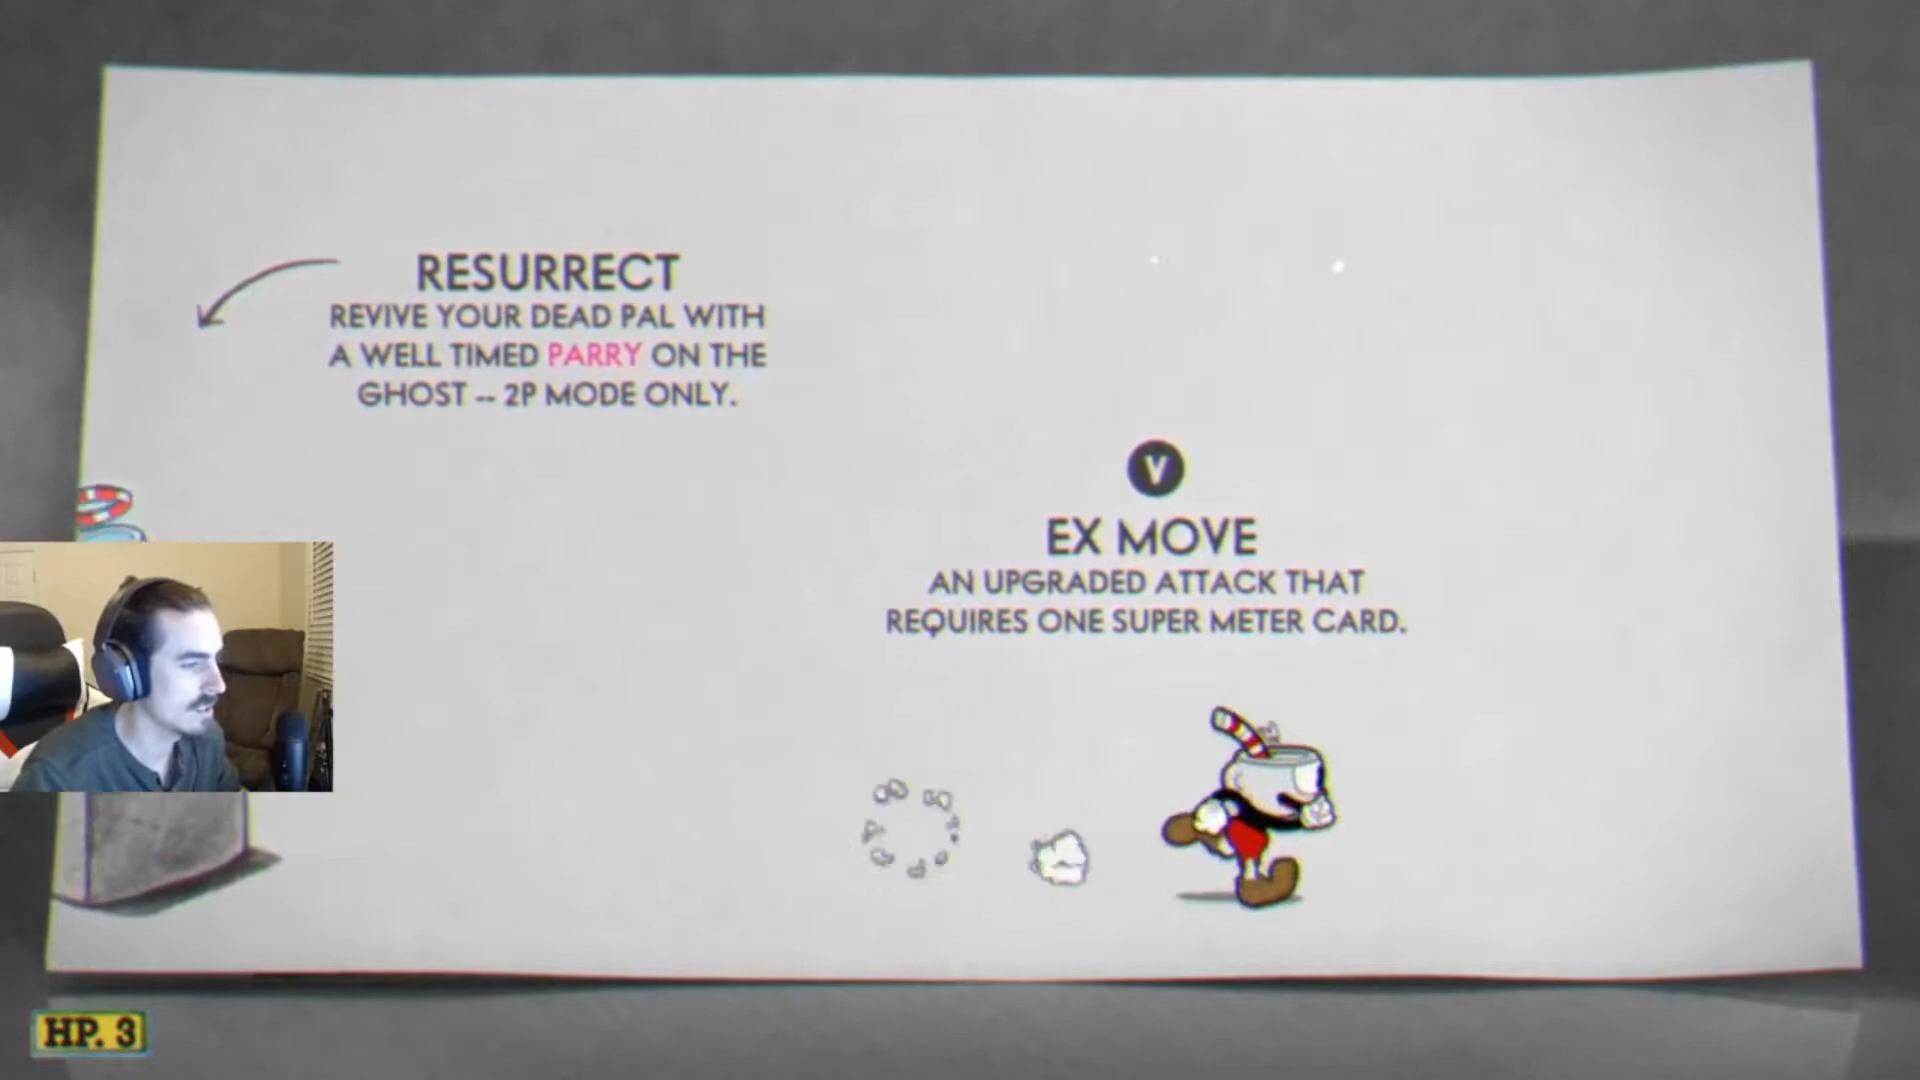 RESURRECT
REVIVE YOUR DEAD PAL WITH
A WELL TIMED PARRY ON THE
GHOST -- 2P MODE ONLY.
V
EX MOVE
AN UPGRADED ATTACK THAT
REQUIRES ONE SUPER METER CARD.
HP. 3